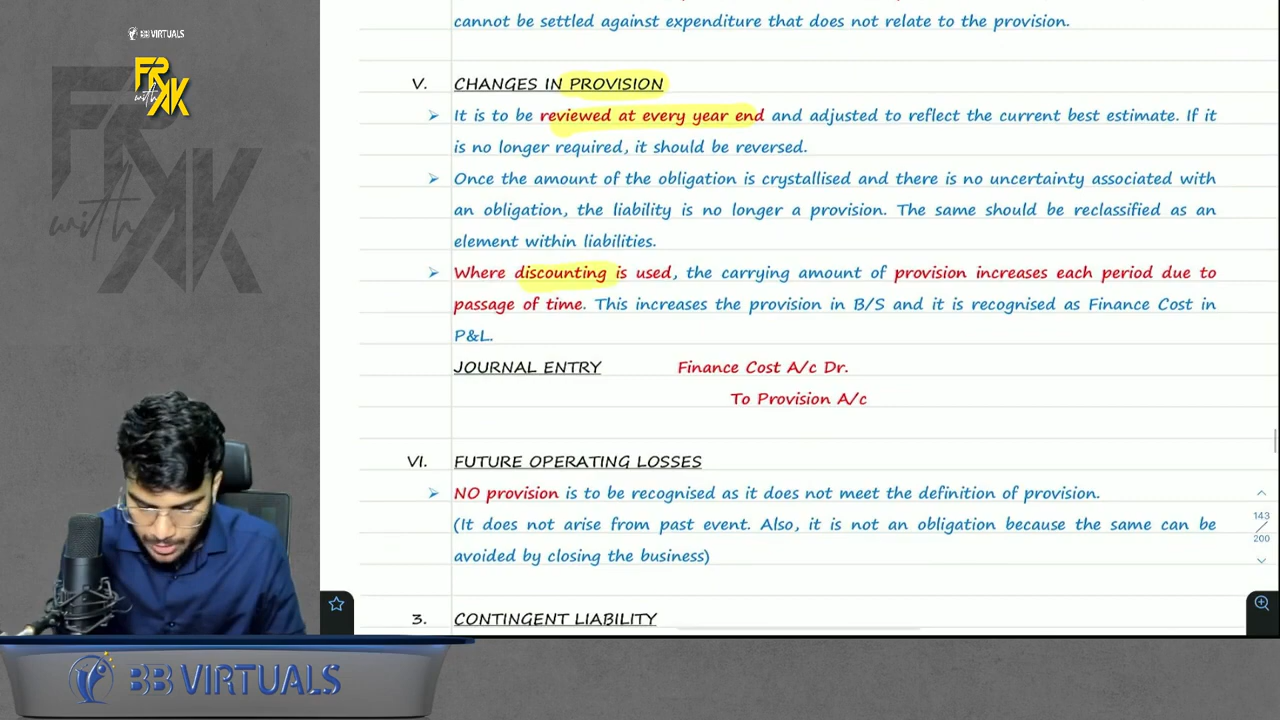 BB VIRTUALS
FR
with AK
FR
with AK
cannot be settled against expenditure that does not relate to the provision.
V. CHANGES IN PROVISION
➢ It is to be reviewed at every year end and adjusted to reflect the current best estimate. If it
is no longer required, it should be reversed.
➢ Once the amount of the obligation is crystallised and there is no uncertainty associated with
an obligation, the liability is no longer a provision. The same should be reclassified as an
element within liabilities.
➢ Where discounting is used, the carrying amount of provision increases each period due to
passage of time. This increases the provision in B/S and it is recognised as Finance Cost in
P&L.
JOURNAL ENTRY Finance Cost A/c Dr.
To Provision A/c
VI. FUTURE OPERATING LOSSES
➢ NO provision is to be recognised as it does not meet the definition of provision.
(It does not arise from past event. Also, it is not an obligation because the same can be
avoided by closing the business)
143
200
3. CONTINGENT LIABILITY
BB VIRTUALS